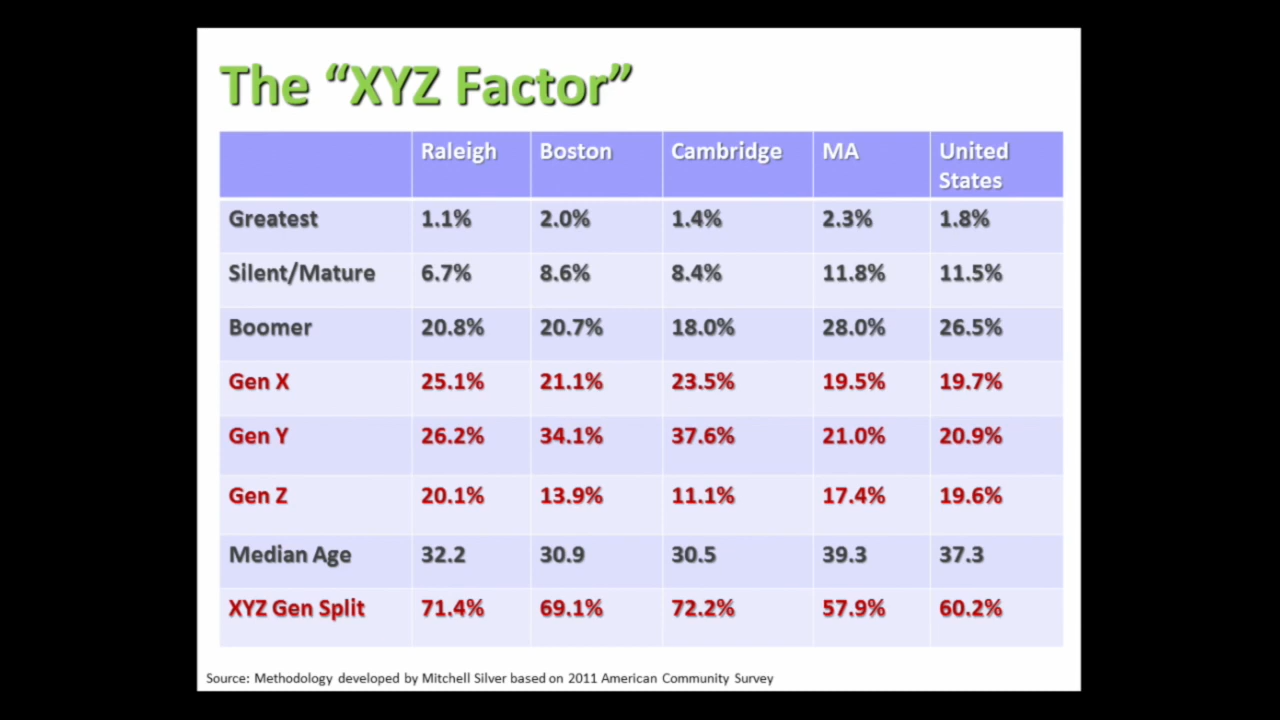 The “XYZ Factor”
Raleigh Boston Cambridge MA United States
Greatest 1.1% 2.0% 1.4% 2.3% 1.8%
Silent/Mature 6.7% 8.6% 8.4% 11.8% 11.5%
Boomer 20.8% 20.7% 18.0% 28.0% 26.5%
Gen X 25.1% 21.1% 23.5% 19.5% 19.7%
Gen Y 26.2% 34.1% 37.6% 21.0% 20.9%
Gen Z 20.1% 13.9% 11.1% 17.4% 19.6%
Median Age 32.2 30.9 30.5 39.3 37.3
XYZ Gen Split 71.4% 69.1% 72.2% 57.9% 60.2%
Source: Methodology developed by Mitchell Silver based on 2011 American Community Survey